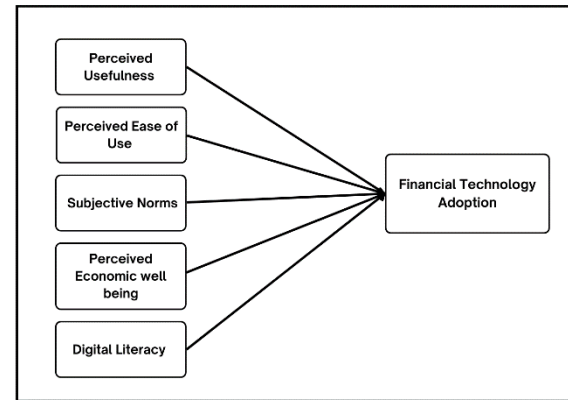 Perceived
Usefulness
Perceived Ease of
Use
Subjective Norms
Perceived
Economic well
being
Digital Literacy
Financial Technology
Adoption